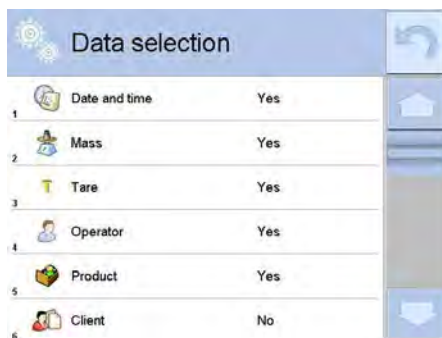 Data selection
1 Date and time Yes
2 Mass Yes
3 T Tare Yes
4 Operator Yes
5 Product Yes
6 Client No